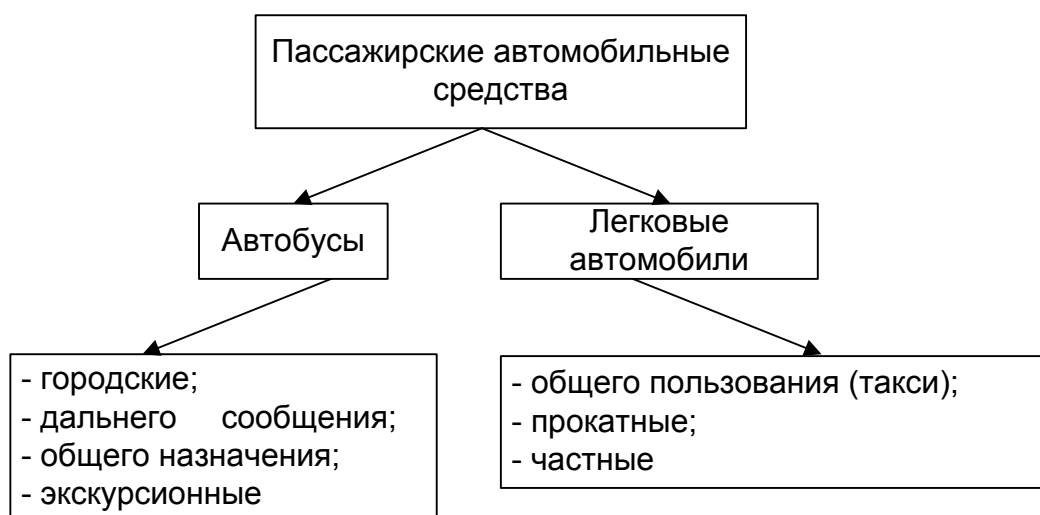 Пассажирские автомобильные
средства
Автобусы
Легковые
автомобили
- городские;
- дальнего сообщения;
- общего назначения;
- экскурсионные
- общего пользования (такси);
- прокатные;
- частные